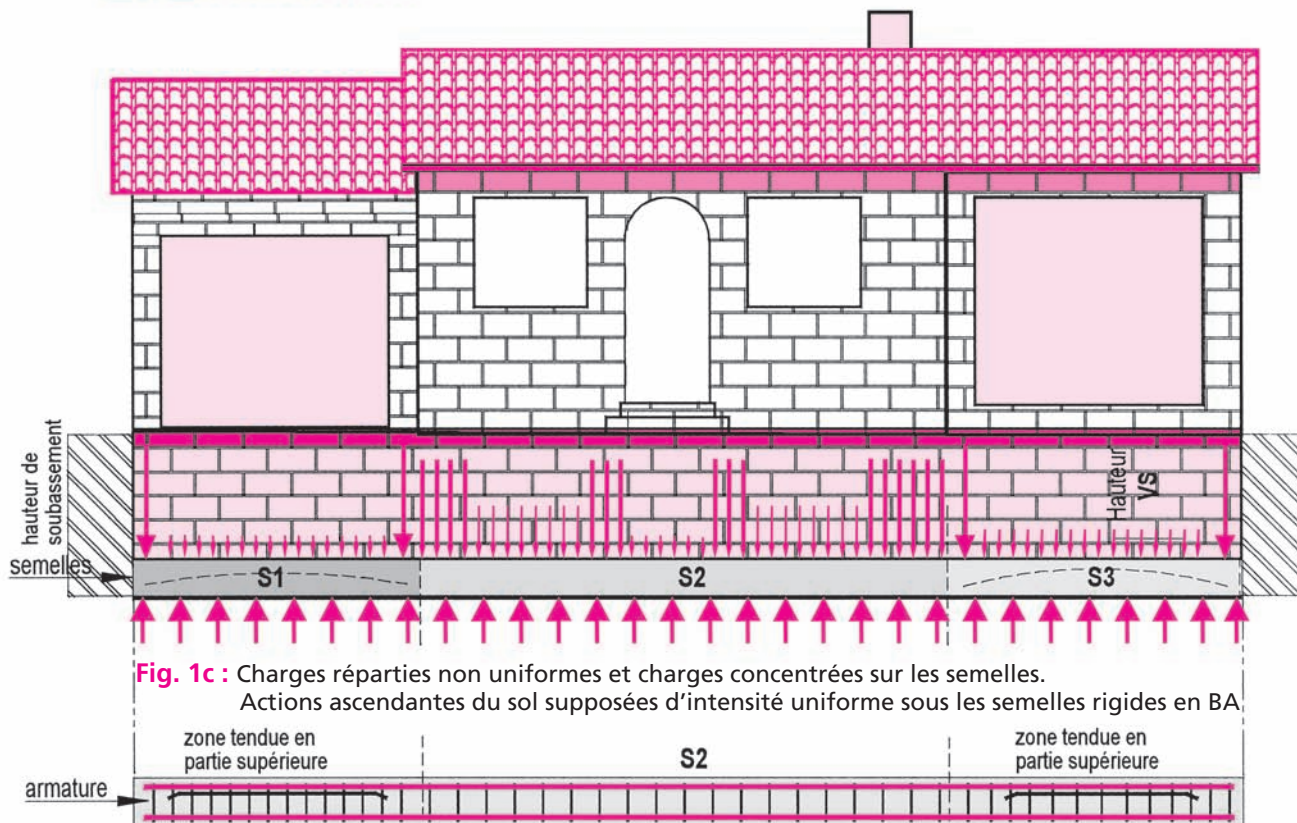 hauteur de
soubassement
Hauteur
VS
semelles
S1
S2
S3
Fig. 1c : Charges réparties non uniformes et charges concentrées sur les semelles.
Actions ascendantes du sol supposées d'intensité uniforme sous les semelles rigides en BA
zone tendue en
partie supérieure
S2
zone tendue en
partie supérieure
armature